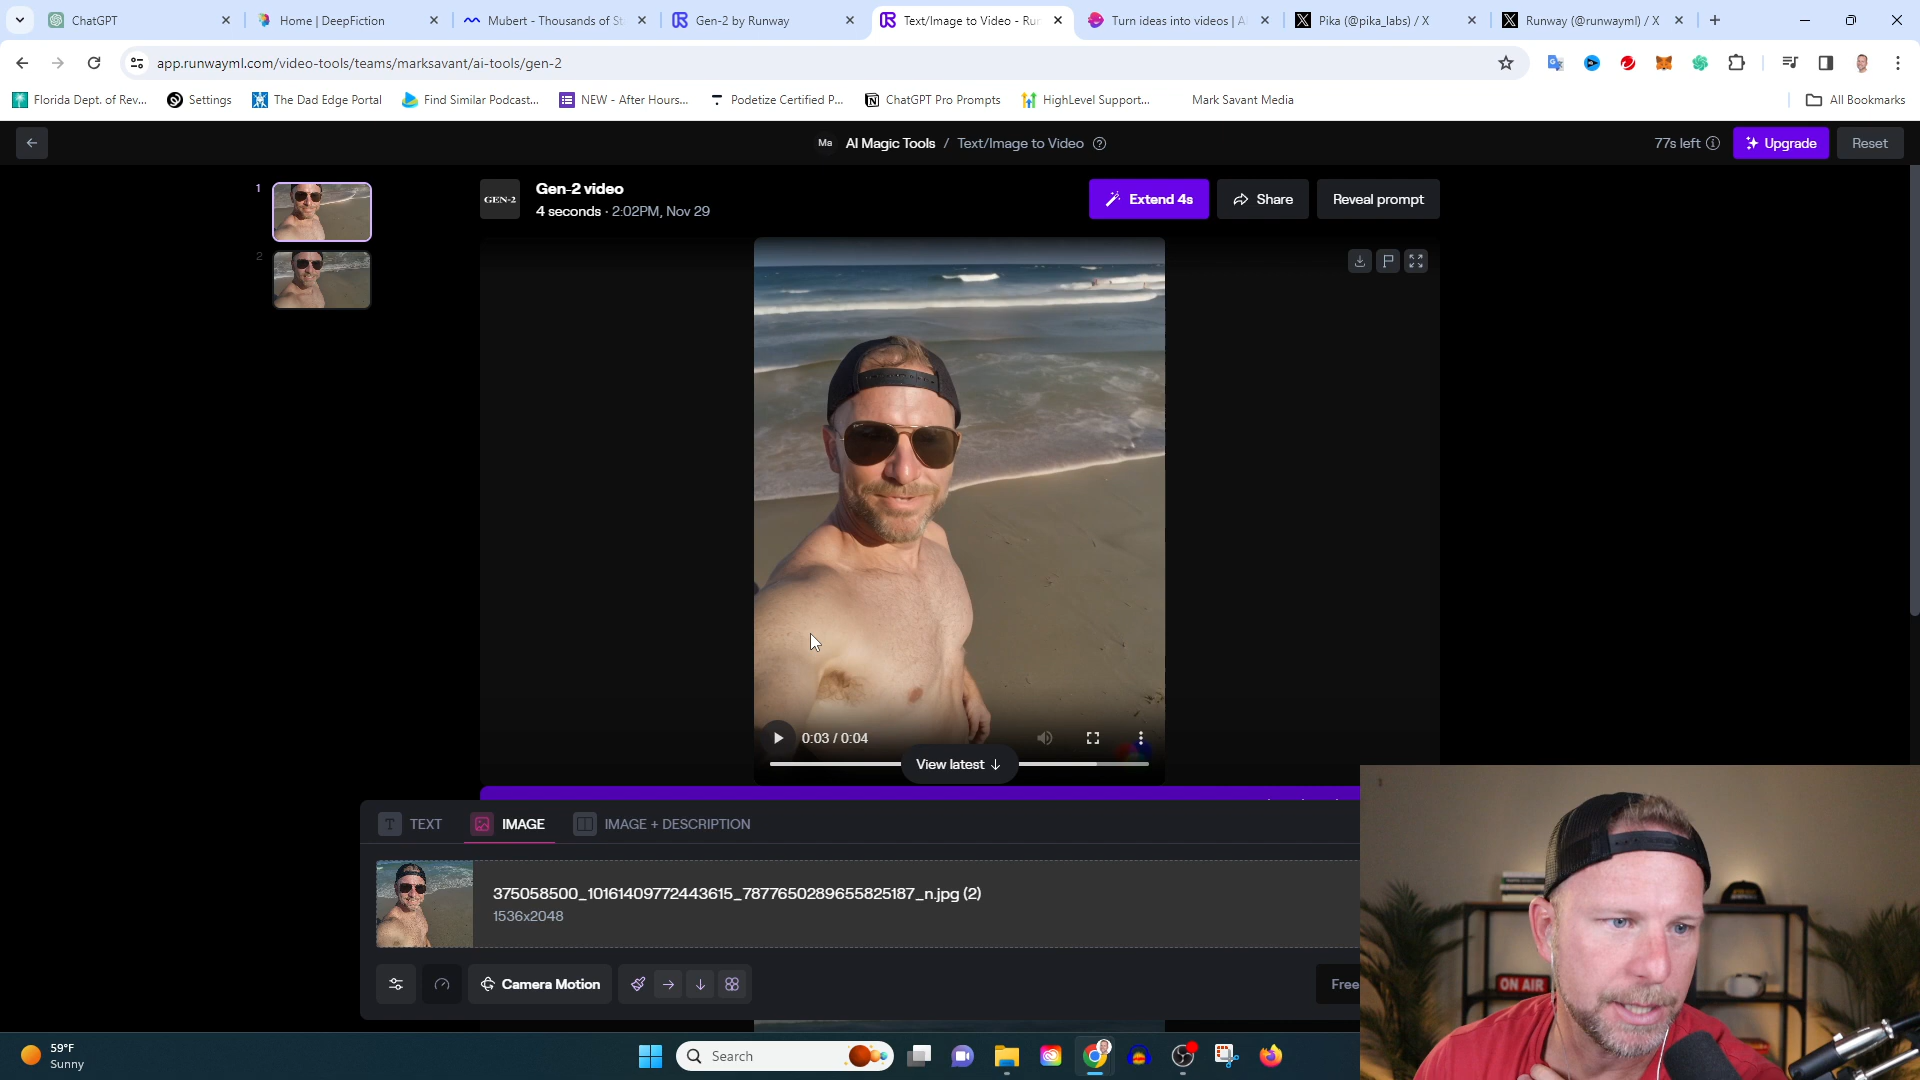 ChatGPT
Home | DeepFiction
Mubert - Thousands of St
Gen-2 by Runway
Text/Image to Video - Run
Turn ideas into videos | AI
Pika (@pika_labs) / X
Runway (@runwayml) / X
app.runwayml.com/video-tools/teams/marksavant/ai-tools/gen-2
Florida Dept. of Rev...
Settings
The Dad Edge Portal
Find Similar Podcast...
NEW - After Hours...
Podetize Certified P...
ChatGPT Pro Prompts
HighLevel Support...
Mark Savant Media
All Bookmarks
Ma
AI Magic Tools / Text/Image to Video
77s left
Upgrade
Reset
1
2
GEN-2
Gen-2 video
4 seconds · 2:02PM, Nov 29
Extend 4s
Share
Reveal prompt
0:03 / 0:04
View latest ↓
TEXT
IMAGE
IMAGE + DESCRIPTION
375058500_10161409772443615_7877650289655825187_n.jpg (2)
1536x2048
Camera Motion
Free
ON AIR
59°F
Sunny
Search